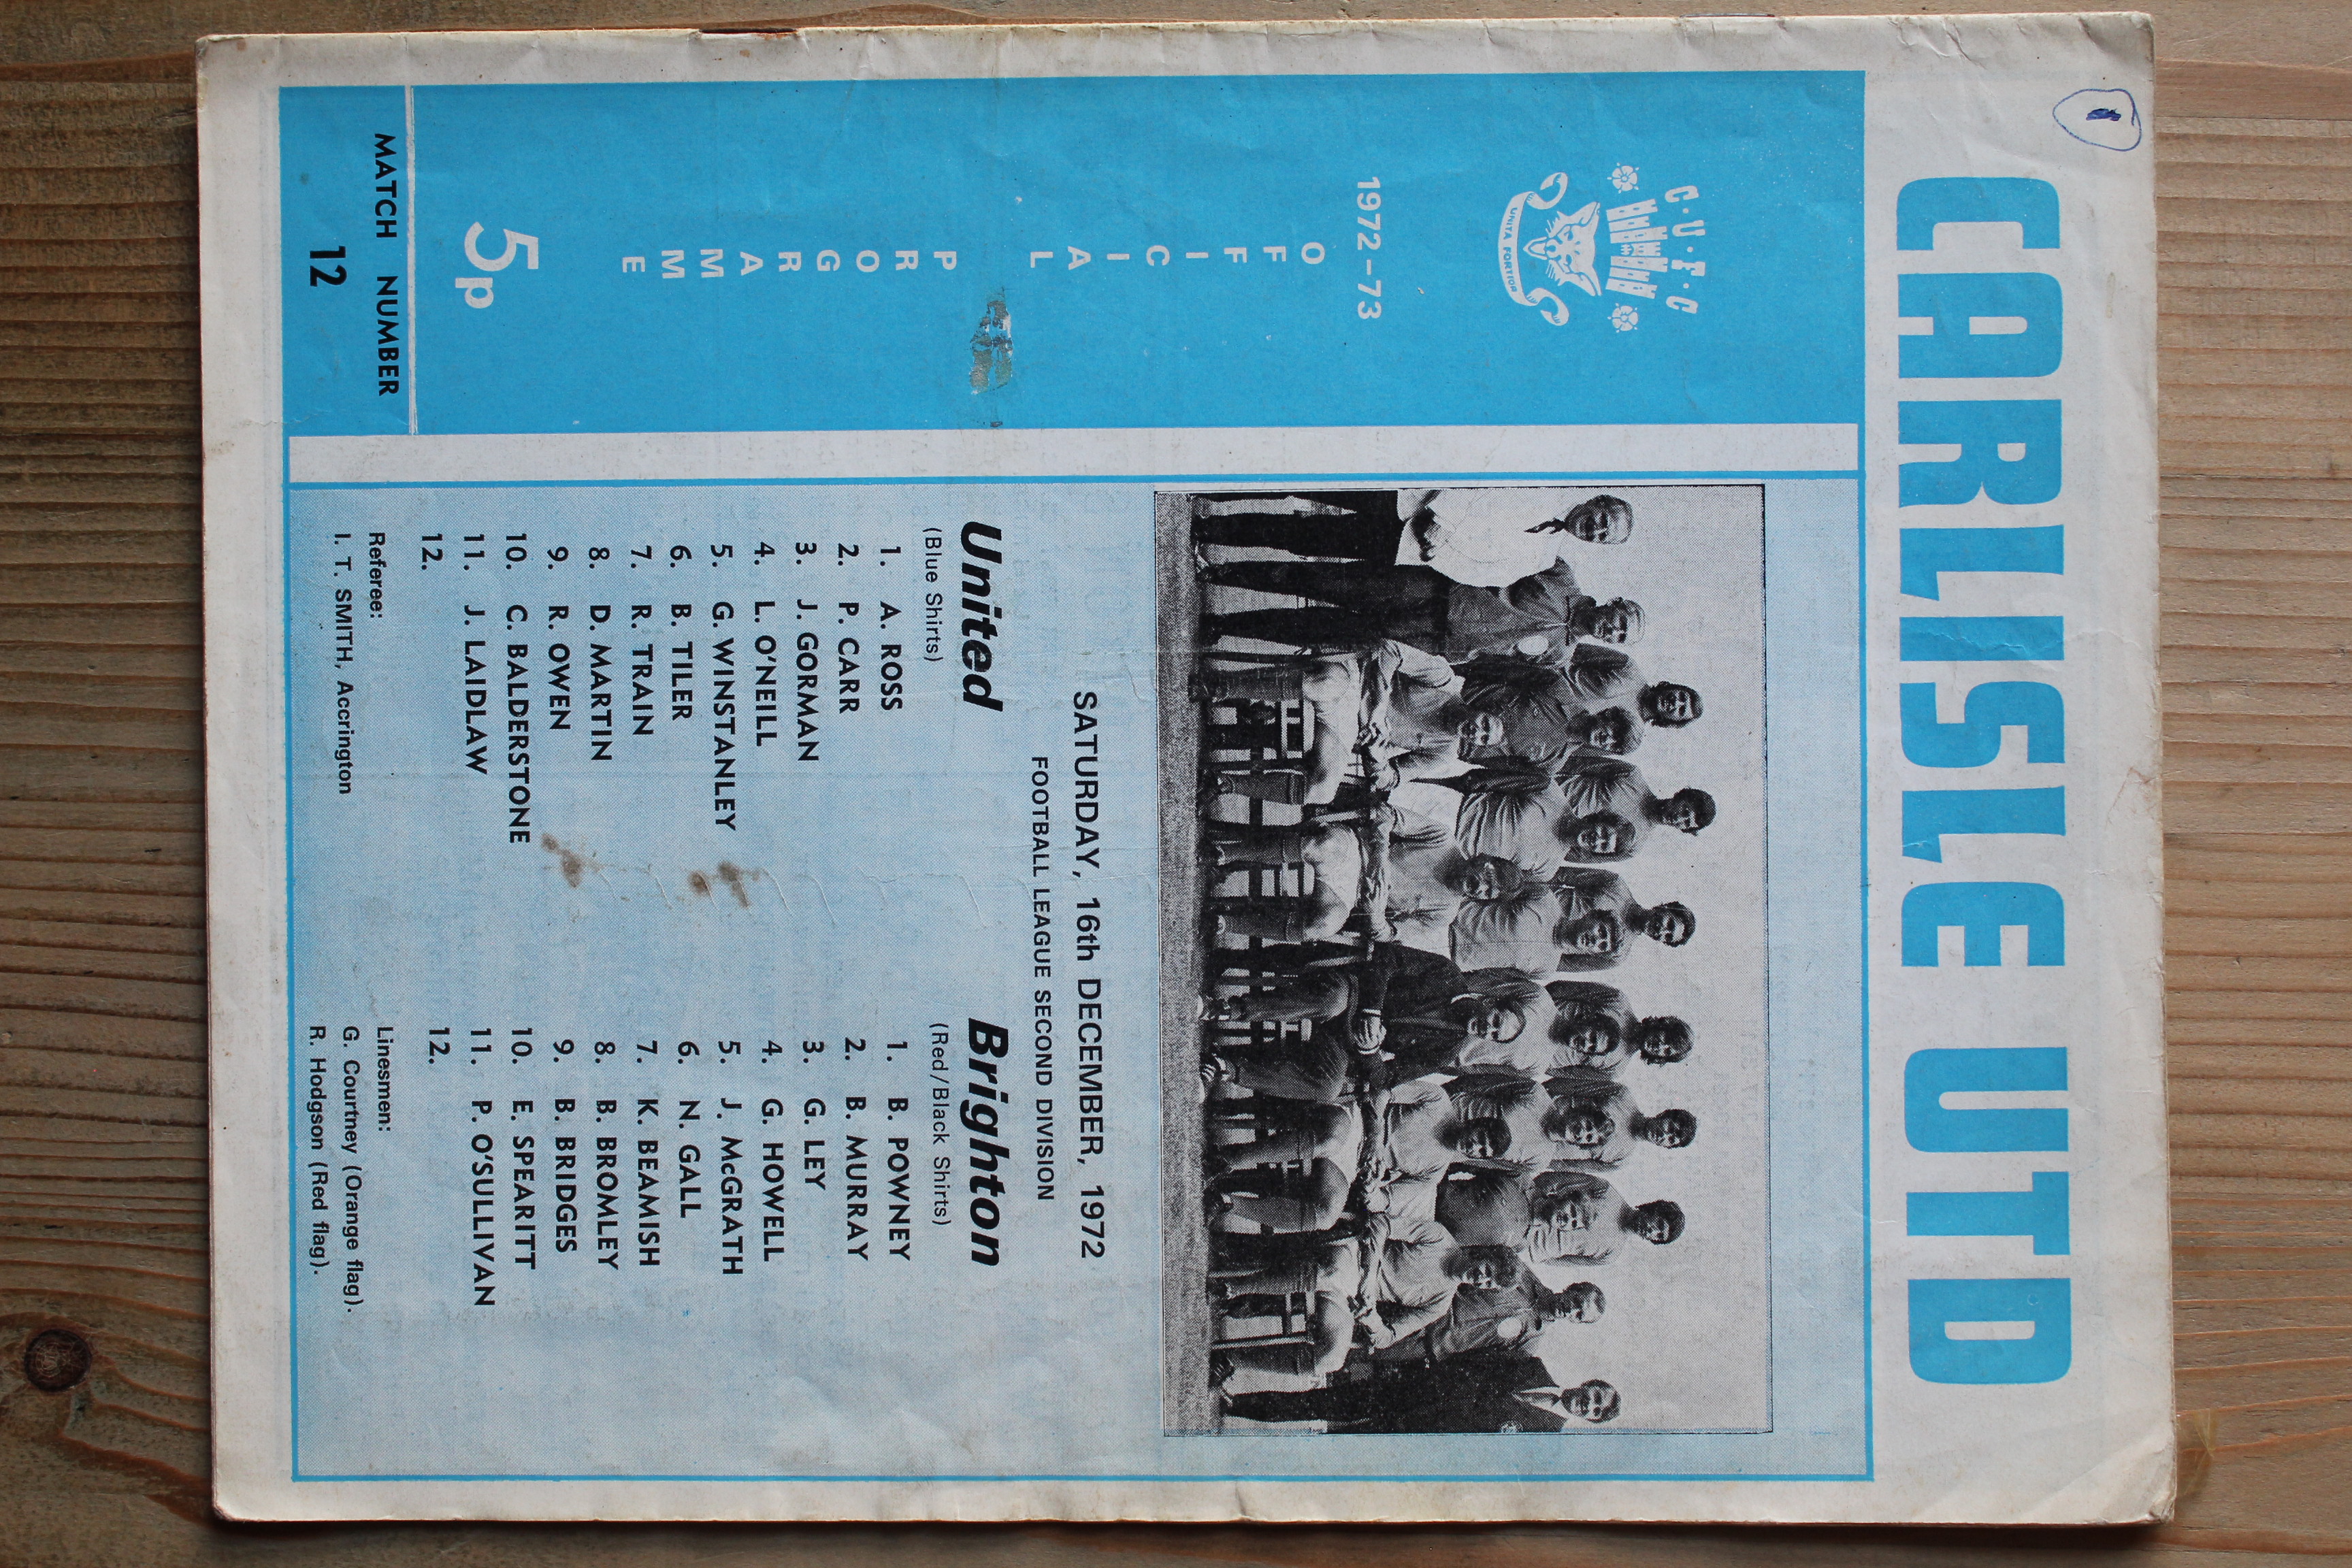 CARLISLE UTD
C·U·F·C
UNITA FORTIOR
1972-73
OFFICIAL
PROGRAMME
5p
MATCH NUMBER
12
SATURDAY, 16th DECEMBER, 1972
FOOTBALL LEAGUE SECOND DIVISION
United
(Blue Shirts)
1. A. ROSS
2. P. CARR
3. J. GORMAN
4. L. O'NEILL
5. G. WINSTANLEY
6. B. TILER
7. R. TRAIN
8. D. MARTIN
9. R. OWEN
10. C. BALDERSTONE
11. J. LAIDLAW
12.
Referee:
I. T. SMITH, Accrington
Brighton
(Red/Black Shirts)
1. B. POWNEY
2. B. MURRAY
3. G. LEY
4. G. HOWELL
5. J. McGRATH
6. N. GALL
7. K. BEAMISH
8. B. BROMLEY
9. B. BRIDGES
10. E. SPEARITT
11. P. O'SULLIVAN
12.
Linesmen:
G. Courtney (Orange flag).
R. Hodgson (Red flag).